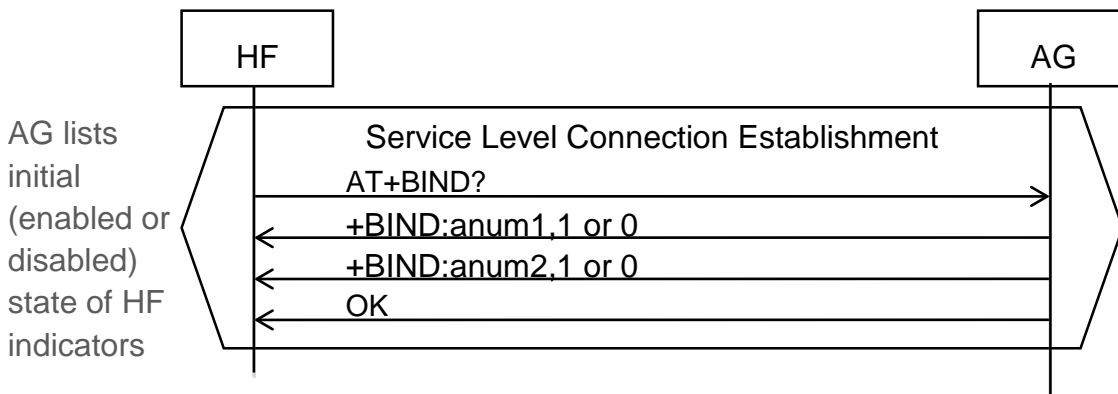 HF
AG
AG lists
initial
(enabled or
disabled)
state of HF
indicators
Service Level Connection Establishment
AT+BIND?
+BIND:anum1,1 or 0
+BIND:anum2,1 or 0
OK